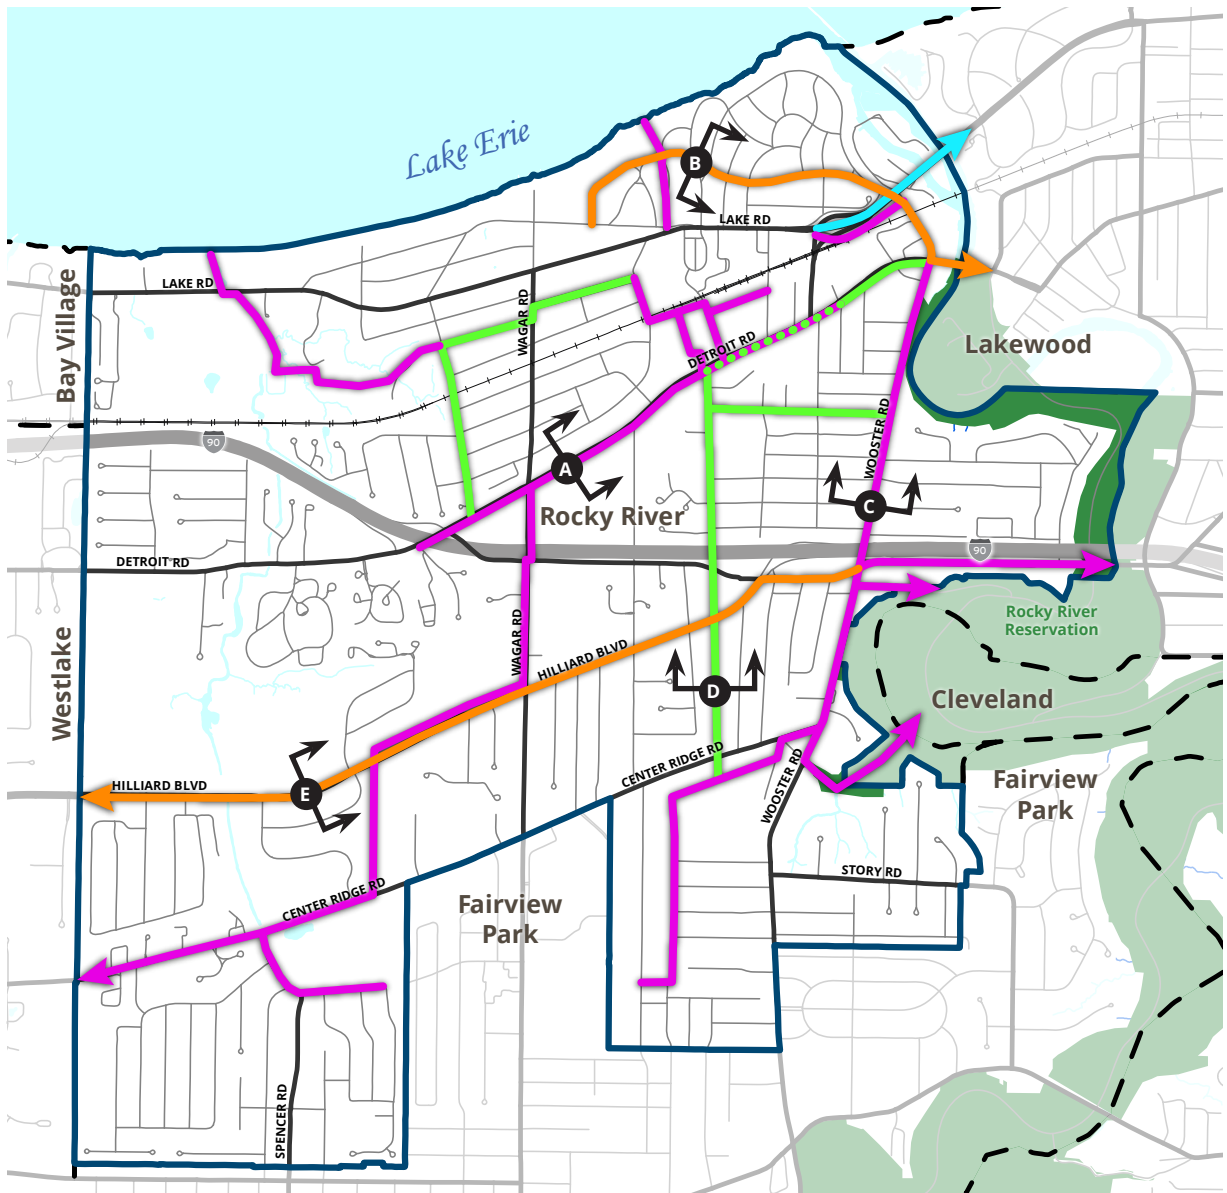 Lake Erie
B
LAKE RD
LAKE RD
Bay Village
WAGAR RD
DETROIT RD
Lakewood
90
A
WOOSTER RD
Rocky River
C
90
DETROIT RD
Rocky River
Reservation
Westlake
WAGAR RD
HILLIARD BLVD
D
Cleveland
CENTER RIDGE RD
WOOSTER RD
Fairview
Park
HILLIARD BLVD
E
STORY RD
CENTER RIDGE RD
Fairview
Park
SPENCER RD